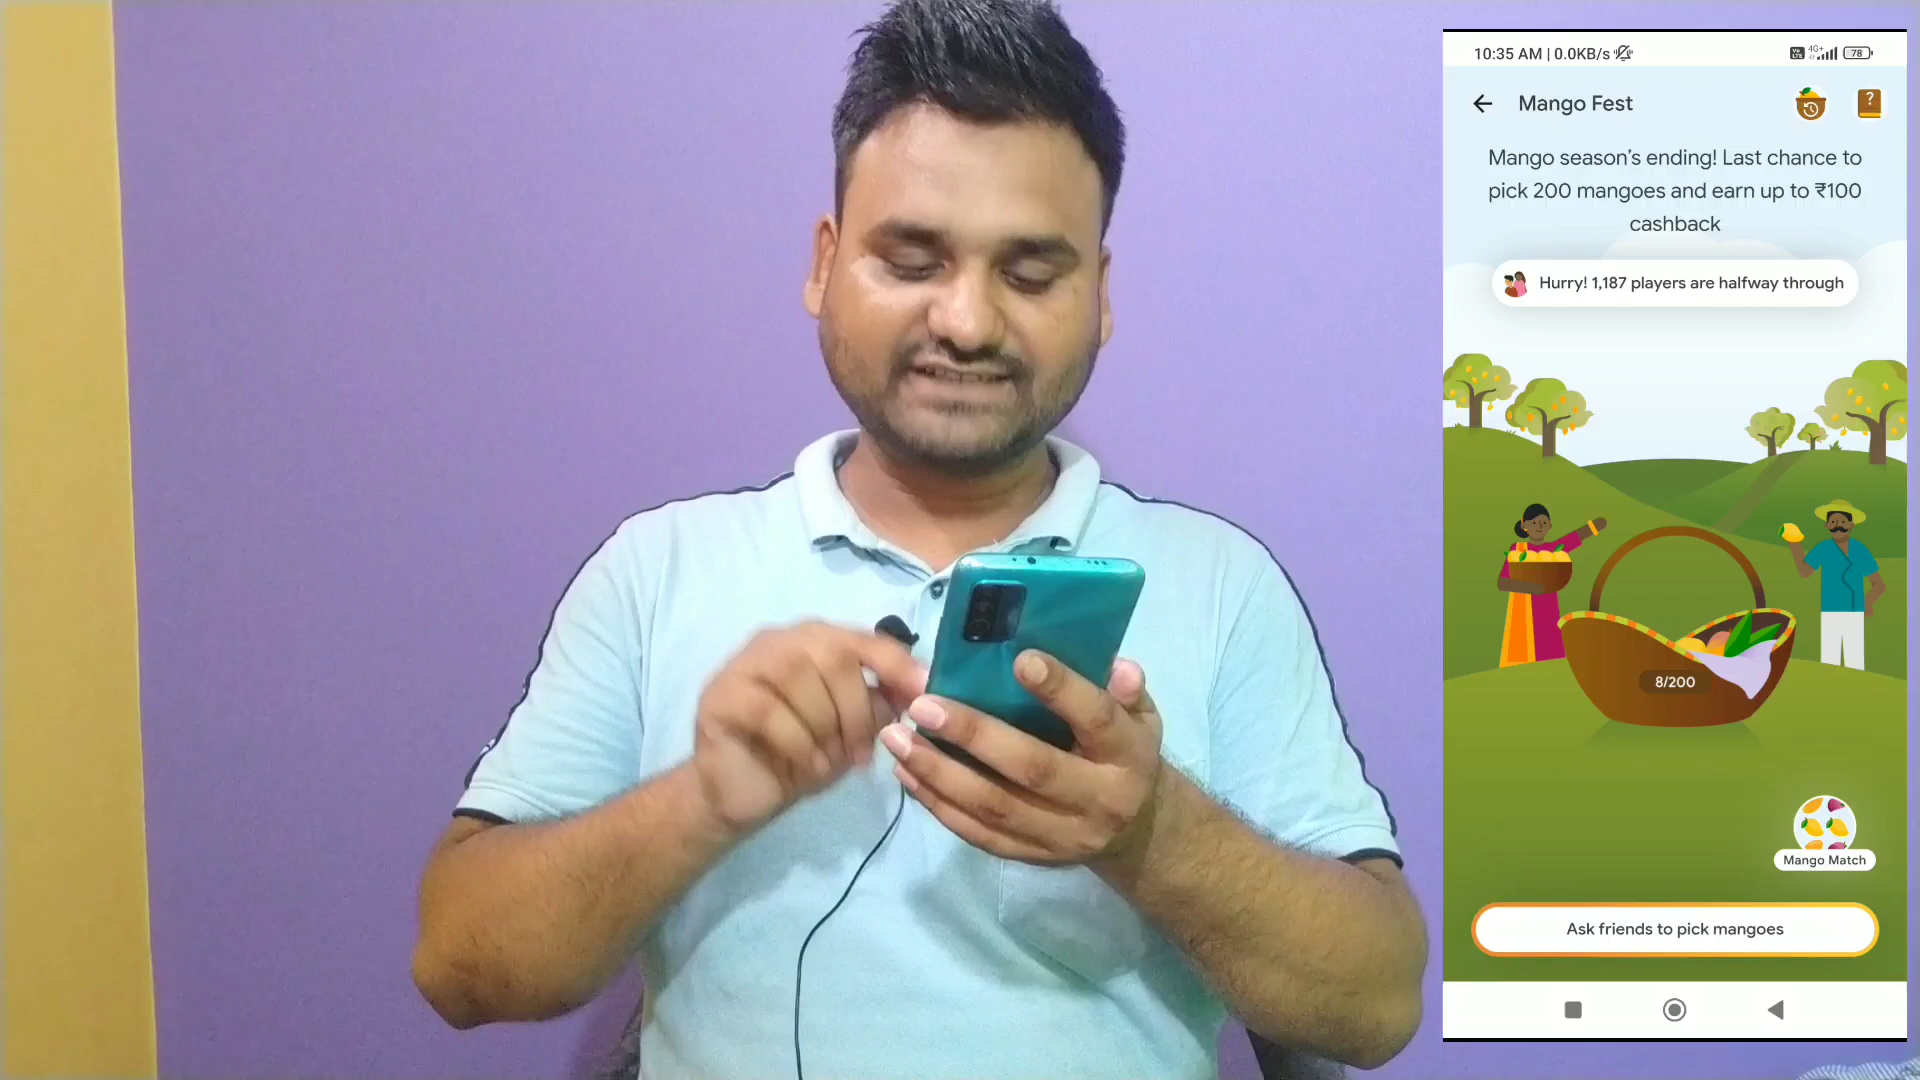 10:35 AM | 0.0KB/s
4G+
78
Mango Fest
?
Mango season's ending! Last chance to
pick 200 mangoes and earn up to ₹100
cashback
Hurry! 1,187 players are halfway through
8/200
Mango Match
Ask friends to pick mangoes